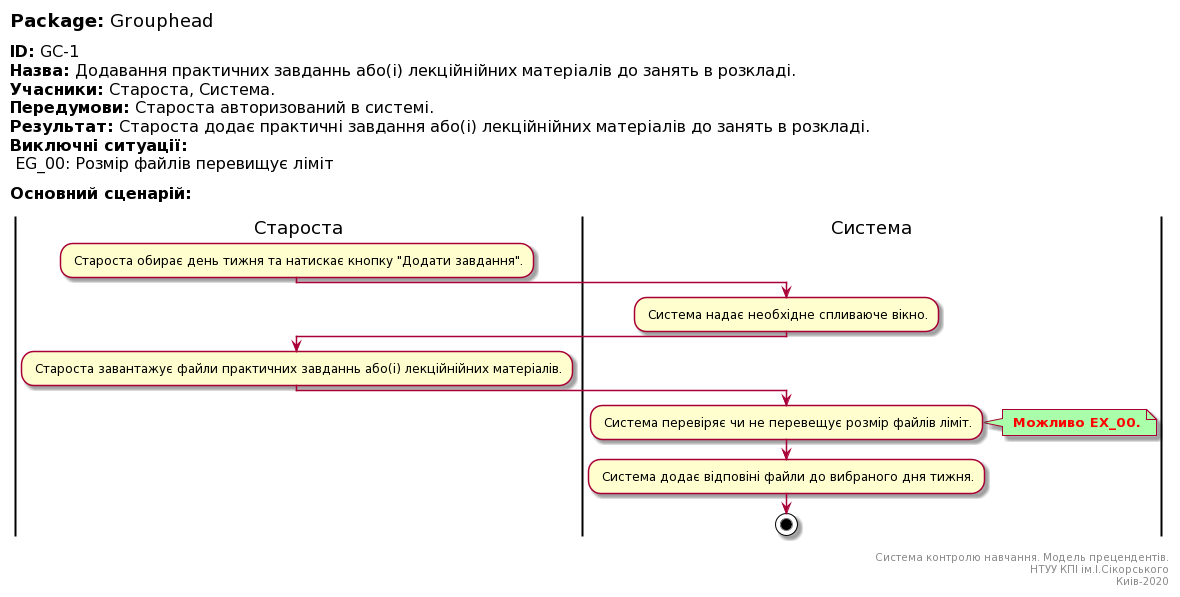 Package: Grouphead
ID: GC-1
Назва: Додавання практичних завданнь або(і) лекційнійних матеріалів до занять в розкладі.
Учасники: Староста, Система.
Передумови: Староста авторизований в системі.
Результат: Староста додає практичні завдання або(і) лекційнійних матеріалів до занять в розкладі.
Виключні ситуації:
EG_00: Розмір файлів перевищує ліміт
Основний сценарій:
Староста
Система
Староста обирає день тижня та натискає кнопку "Додати завдання".
Система надає необхідне спливаюче вікно.
Староста завантажує файли практичних завданнь або(і) лекційнійних матеріалів.
Система перевіряє чи не перевещує розмір файлів ліміт.
Можливо EX_00.
Система додає відповіні файли до вибраного дня тижня.
Система контролю навчання. Модель прецендентів.
НТУУ КПІ ім.І.Сікорського
Киів-2020